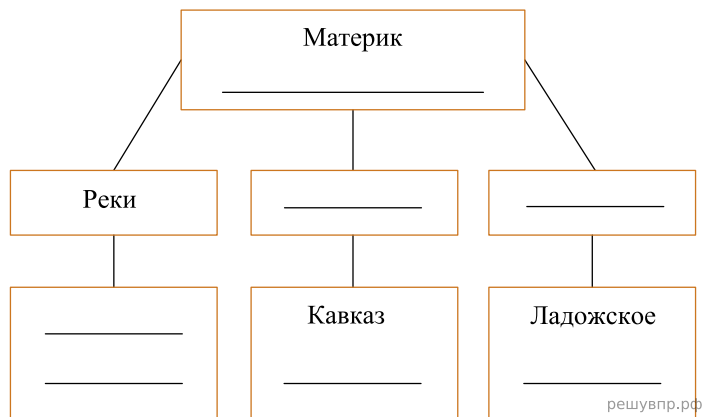 Материк
Реки
Кавказ
Ладожское
решувпр.рф